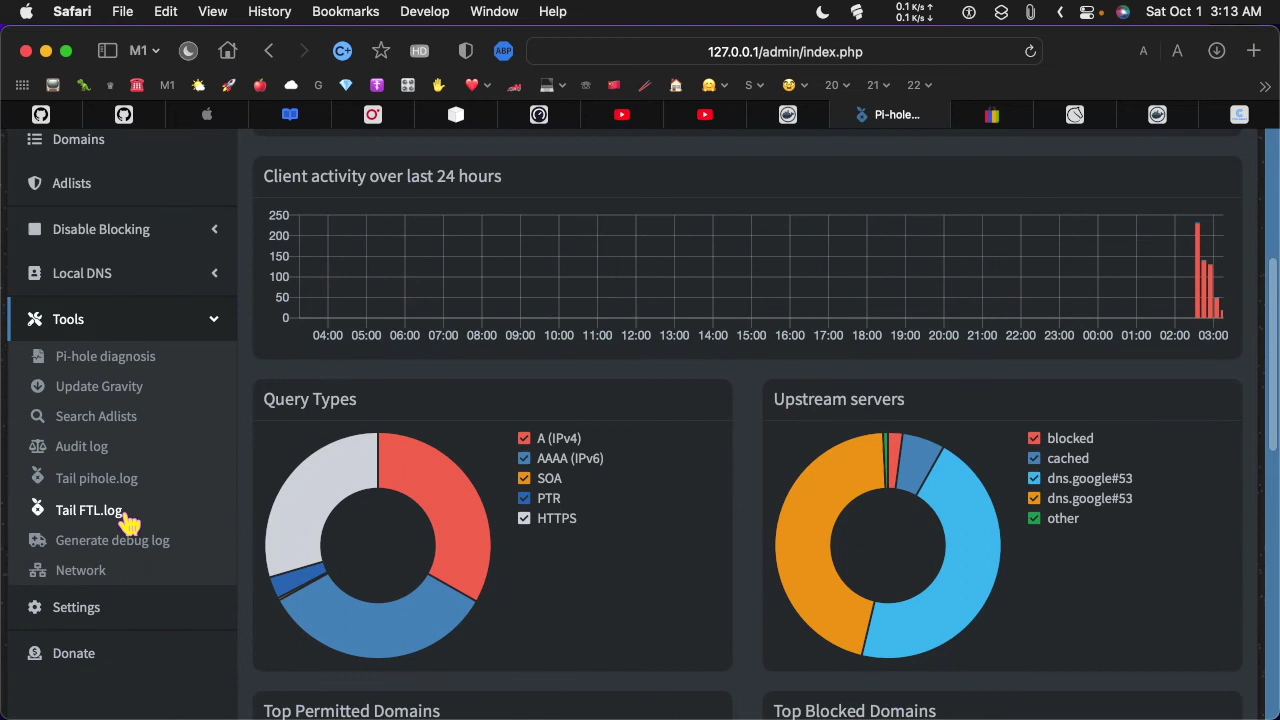 Safari File Edit View History Bookmarks Develop Window Help
0.1 K/s ↑
0.1 K/s ↓
Sat Oct 1 3:13 AM
M1
HD
ABP
127.0.0.1/admin/index.php
A A
M1
G
S
20
21
22
Pi-hole...
Domains
Adlists
Disable Blocking
Local DNS
Tools
Pi-hole diagnosis
Update Gravity
Search Adlists
Audit log
Tail pihole.log
Tail FTL.log
Generate debug log
Network
Settings
Donate
Client activity over last 24 hours
250
200
150
100
50
0
04:00 05:00 06:00 07:00 08:00 09:00 10:00 11:00 12:00 13:00 14:00 15:00 16:00 17:00 18:00 19:00 20:00 21:00 22:00 23:00 00:00 01:00 02:00 03:00
Query Types
A (IPv4)
AAAA (IPv6)
SOA
PTR
HTTPS
Upstream servers
blocked
cached
dns.google#53
dns.google#53
other
Top Permitted Domains
Top Blocked Domains